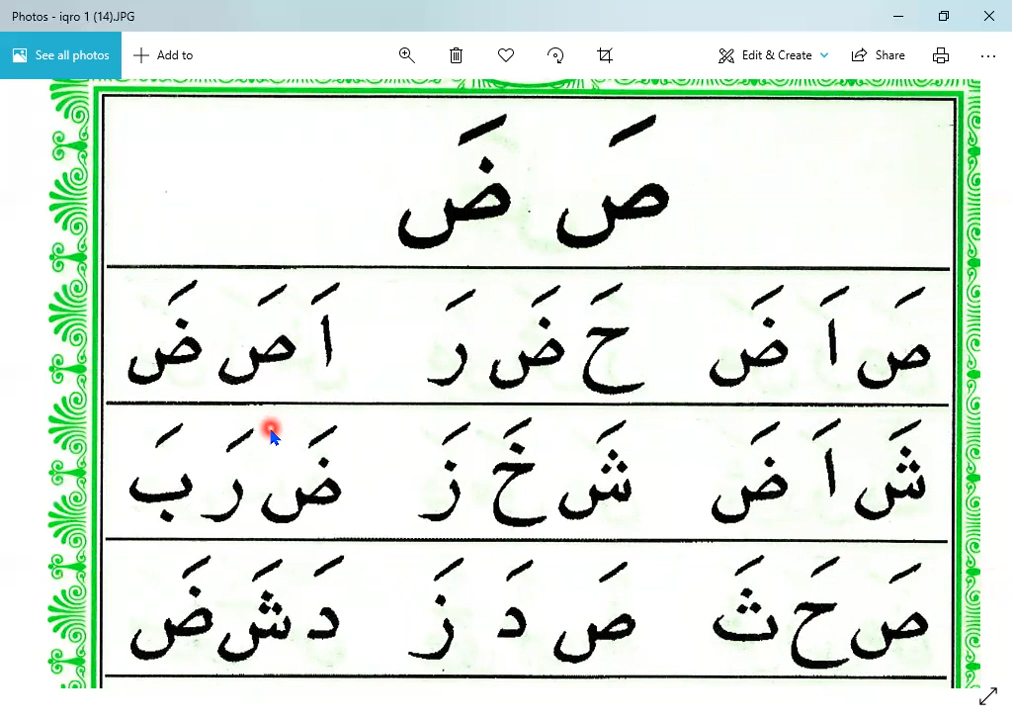 Photos - iqro 1 (14).JPG
See all photos
Add to
Edit & Create
Share
صَ ضَ
صَ اَ ضَ حَ ضَ رَ اَ صَ ضَ
شَ اَ ضَ شَ خَ زَ ضَ رَ بَ
صَ حَ ثَ صَ دَ زَ دَ شَ ضَ